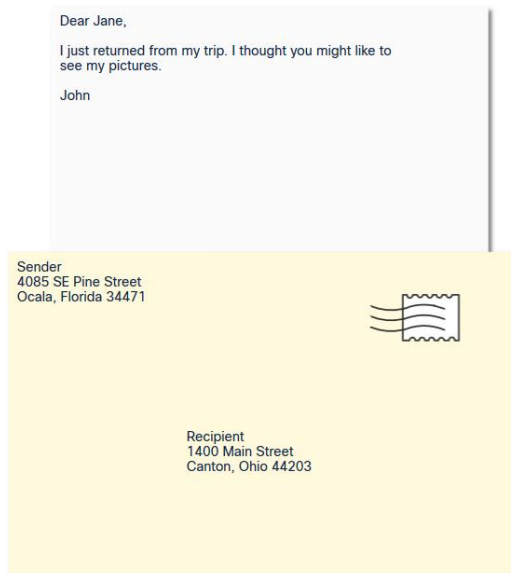 Dear Jane,
I just returned from my trip. I thought you might like to
see my pictures.
John
Sender
4085 SE Pine Street
Ocala, Florida 34471
Recipient
1400 Main Street
Canton, Ohio 44203